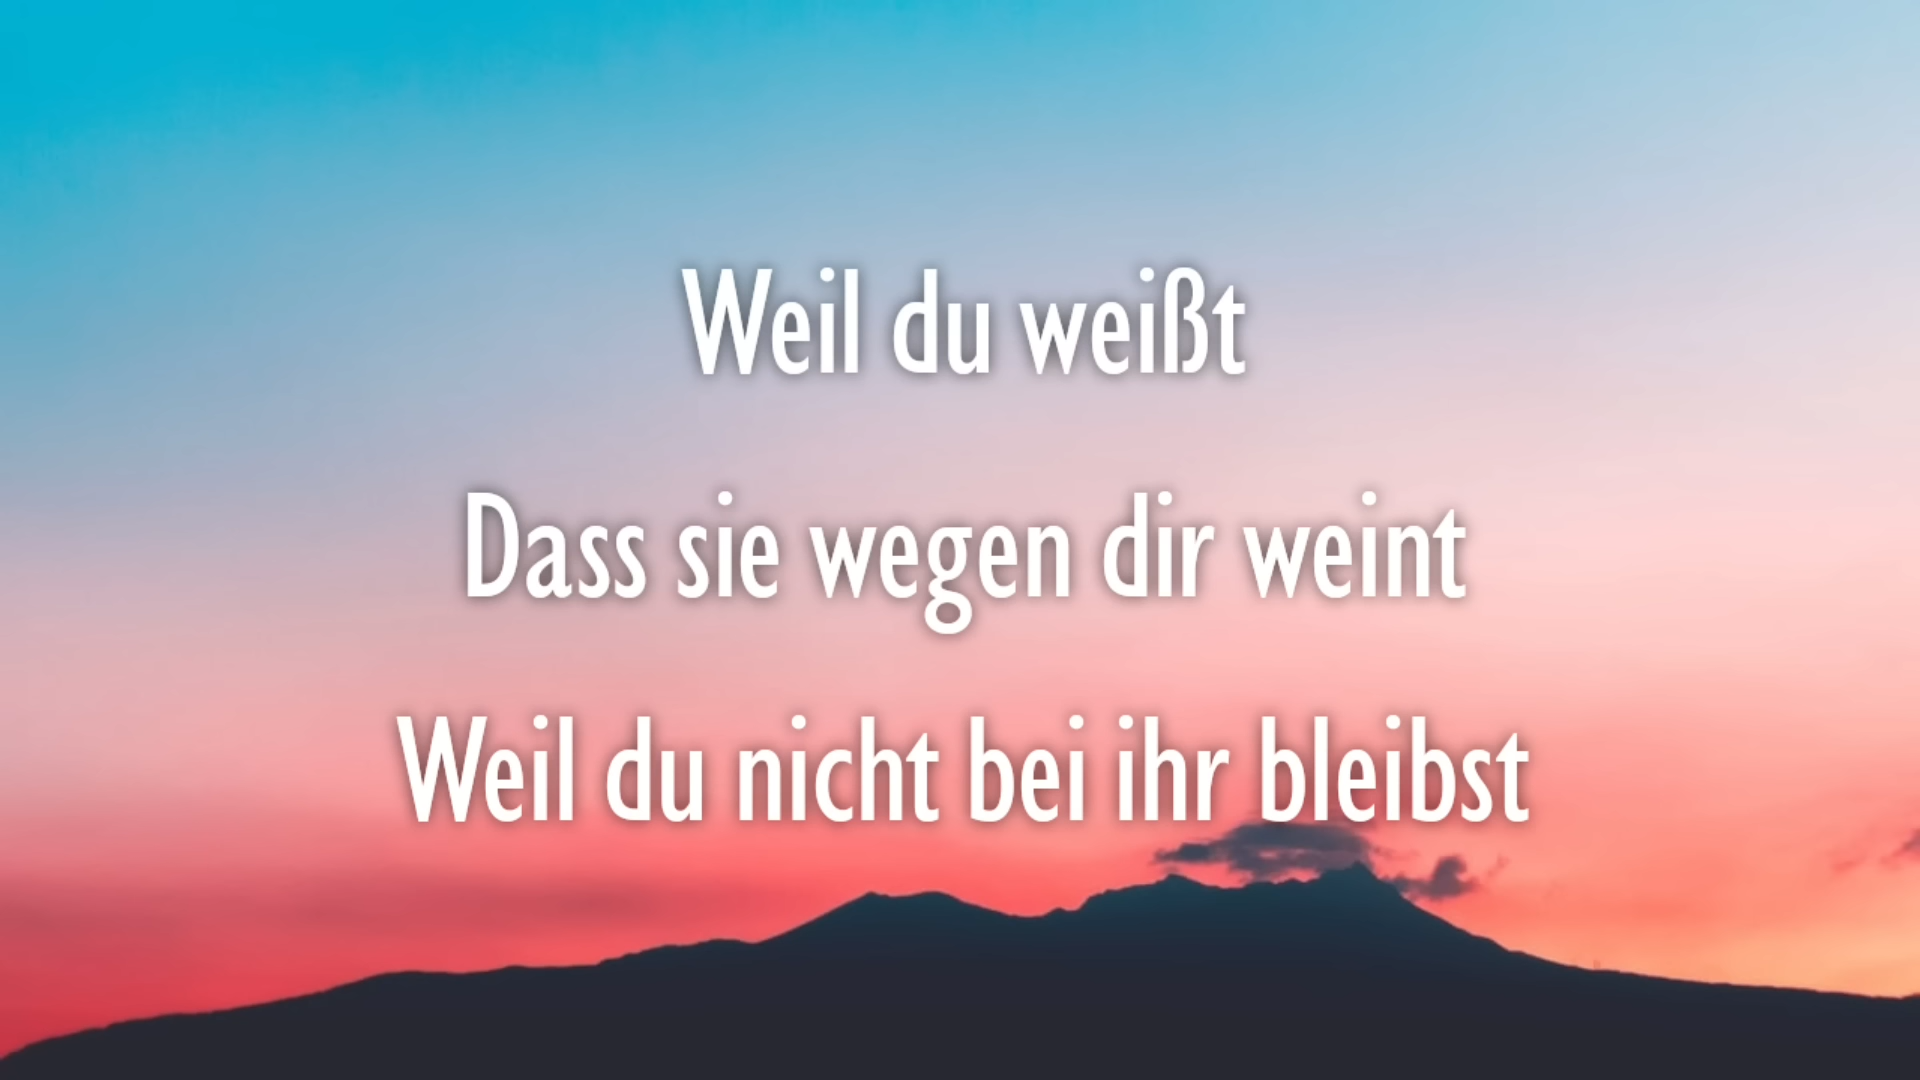 Weil du weißt
Dass sie wegen dir weint
Weil du nicht bei ihr bleibst